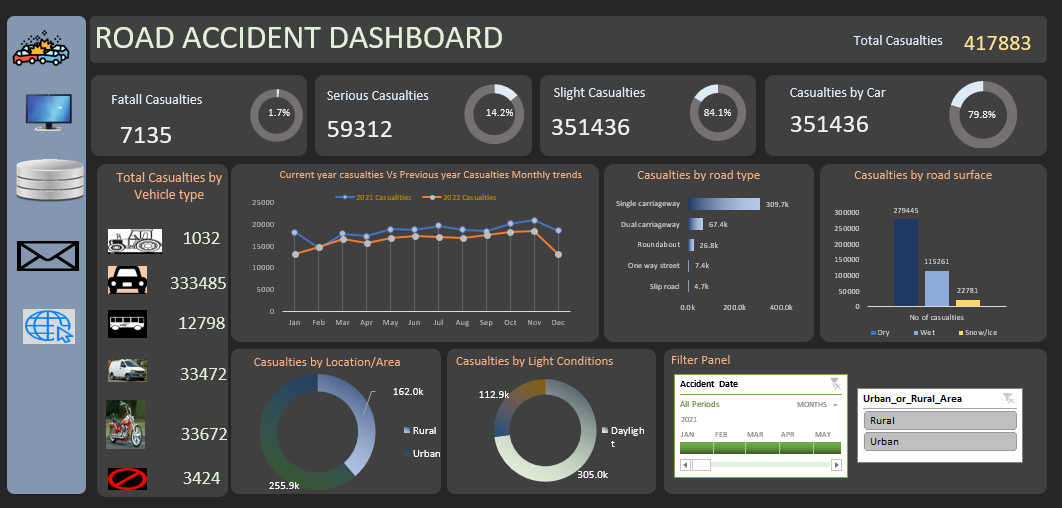 ROAD ACCIDENT DASHBOARD
Total Casualties 417883
Fatall Casualties
7135
1.7%
Serious Casualties
59312
14.2%
Slight Casualties
351436
84.1%
Casualties by Car
351436
79.8%
Total Casualties by
Vehicle type
1032
333485
12798
33472
33672
3424
Current year casualties Vs Previous year Casualties Monthly trends
2021 Casualities 2022 Casualties
25000
20000
15000
10000
5000
0
Jan Feb Mar Apr May Jun Jul Aug Sep Oct Nov Dec
Casualties by road type
Single carriageway 309.7k
Dual carriageway 67.4k
Roundabout 26.8k
One way street 7.4k
Slip road 4.7k
0.0k 200.0k 400.0k
Casualties by road surface
279445
300000
250000
200000
150000
100000
50000
0
115261
22781
No of casualties
Dry Wet Snow/Ice
Casualties by Location/Area
162.0k
Rural
Urban
255.9k
Casualties by Light Conditions
112.9k
Dayligh
t
305.0k
Filter Panel
Accident Date
All Periods MONTHS
2021
JAN FEB MAR APR MAY
Urban_or_Rural_Area
Rural
Urban